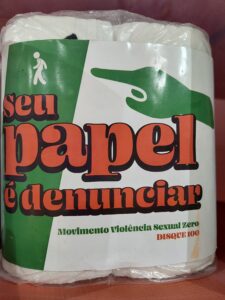 Seu
papel
é denunciar
Movimento Violência Sexual Zero
DISQUE 100